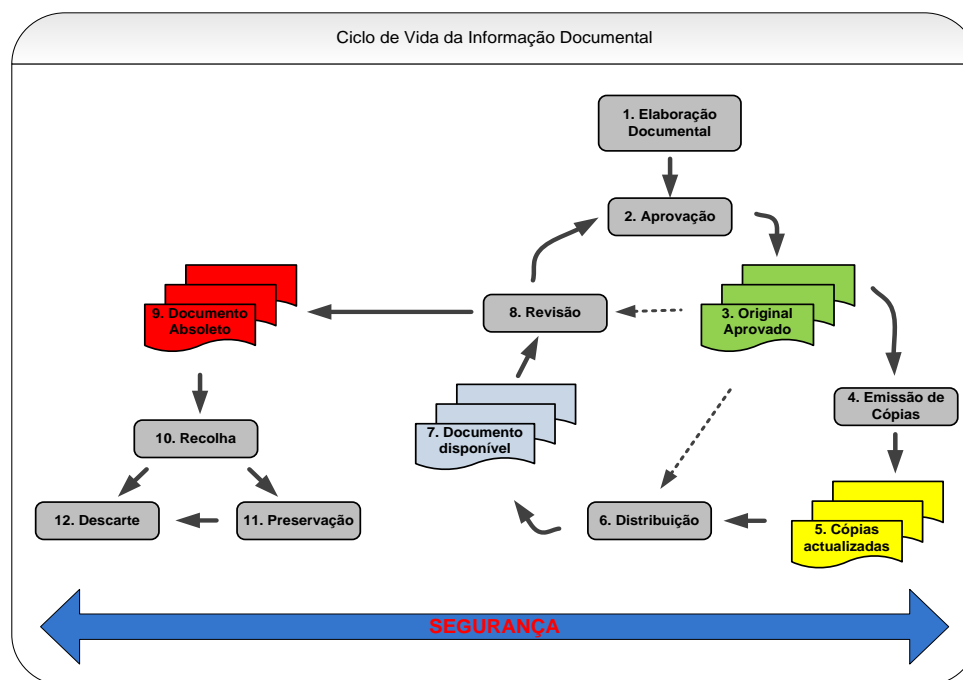 Ciclo de Vida da Informação Documental
1. Elaboração
Documental
2. Aprovação
3. Original
Aprovado
4. Emissão de
Cópias
5. Cópias
actualizadas
6. Distribuição
7. Documento
disponível
8. Revisão
9. Documento
Absoleto
10. Recolha
11. Preservação
12. Descarte
SEGURANÇA